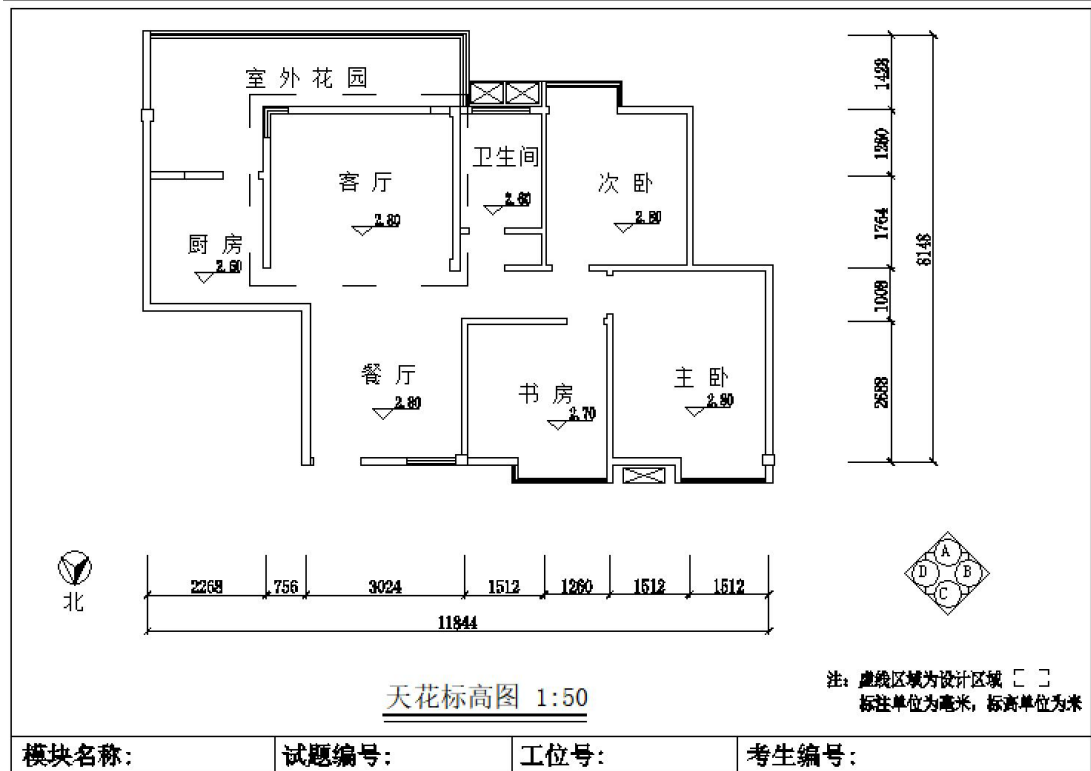 室外花园
1428
卫生间
1260
客厅
次卧
2.60
2.80
2.80
1764
厨房
8148
2.60
1008
餐厅
主卧
书房
2.80
2.80
2.70
2688
A
D
B
C
北
2268
756
3024
1512
1260
1512
1512
11844
天花标高图 1:50
注：虚线区域为设计区域
标注单位为毫米，标高单位为米
模块名称：
试题编号：
工位号：
考生编号：